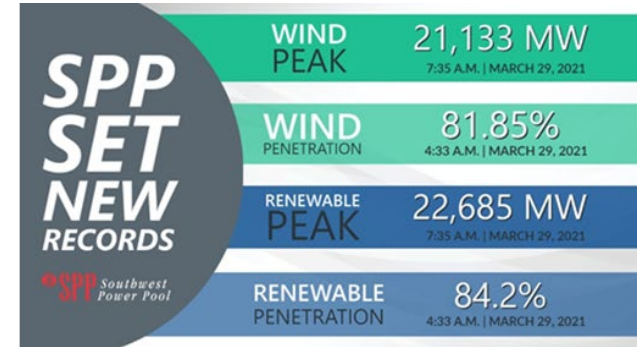 SPP
SET
NEW
RECORDS
SPP Southwest
Power Pool
WIND
PEAK
21,133 MW
7:35 A.M. | MARCH 29, 2021
WIND
PENETRATION
81.85%
4:33 A.M. | MARCH 29, 2021
RENEWABLE
PEAK
22,685 MW
7:35 A.M. | MARCH 29, 2021
RENEWABLE
PENETRATION
84.2%
4:33 A.M. | MARCH 29, 2021